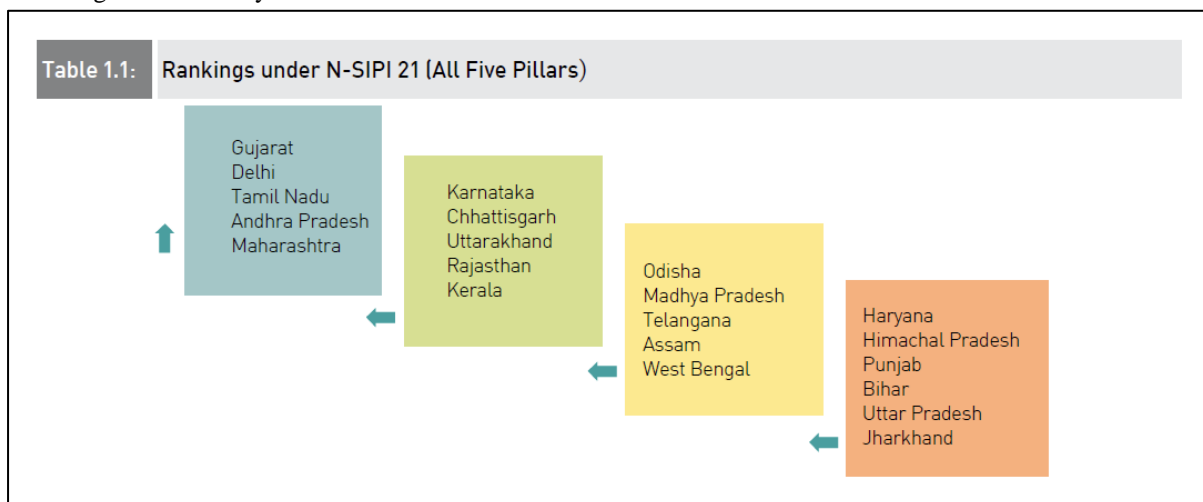 Table 1.1: Rankings under N-SIPI 21 (All Five Pillars)
Gujarat
Delhi
Tamil Nadu
Andhra Pradesh
Maharashtra
Karnataka
Chhattisgarh
Uttarakhand
Rajasthan
Kerala
Odisha
Madhya Pradesh
Telangana
Assam
West Bengal
Haryana
Himachal Pradesh
Punjab
Bihar
Uttar Pradesh
Jharkhand